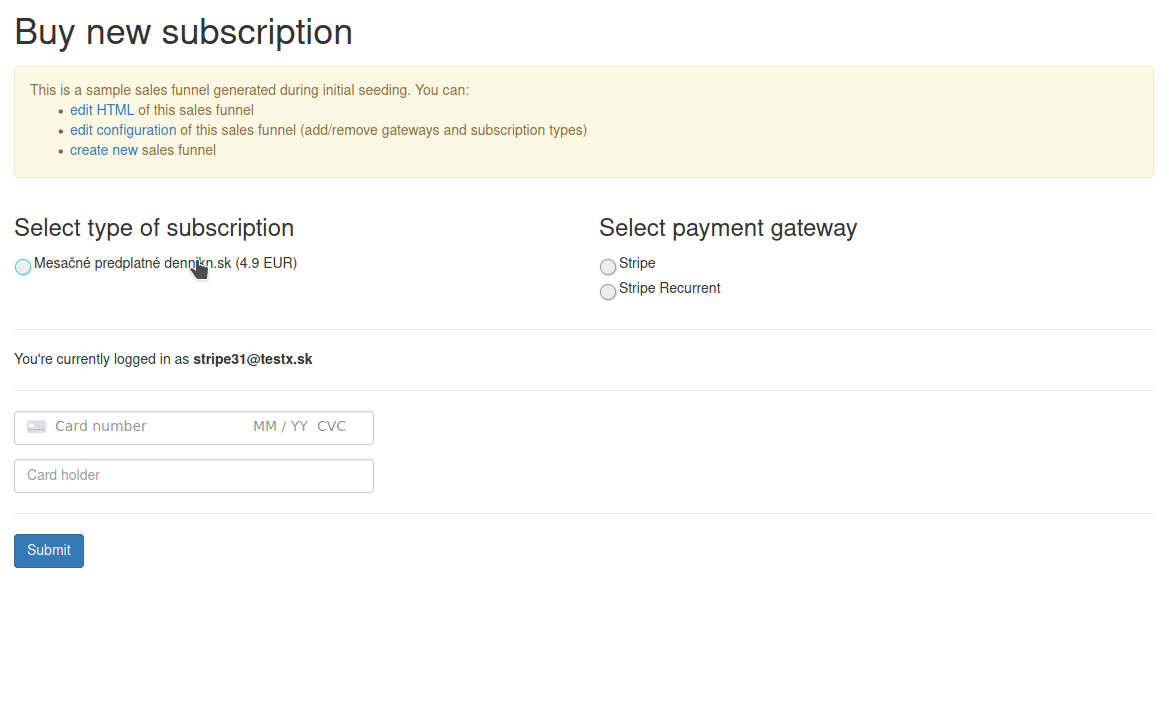 Buy new subscription
This is a sample sales funnel generated during initial seeding. You can:
edit HTML of this sales funnel
edit configuration of this sales funnel (add/remove gateways and subscription types)
create new sales funnel
Select type of subscription
Mesačné predplatné dennikn.sk (4.9 EUR)
Select payment gateway
Stripe
Stripe Recurrent
You're currently logged in as stripe31@testx.sk
Card number MM / YY CVC
Card holder
Submit